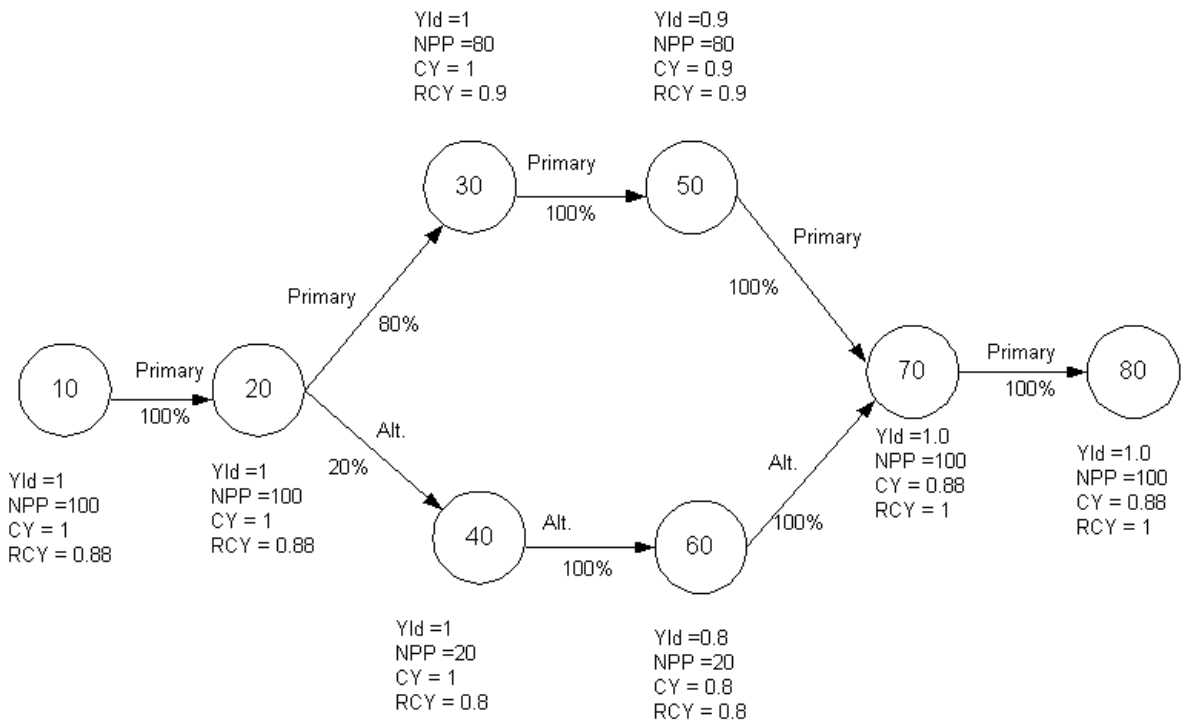 Yld =1
NPP =80
CY = 1
RCY = 0.9
Yld =0.9
NPP =80
CY = 0.9
RCY = 0.9
30
Primary
100%
50
Primary
100%
Primary
80%
10
Primary
100%
20
Alt.
20%
70
Primary
100%
80
Yld =1
NPP =100
CY = 1
RCY = 0.88
Yld =1
NPP =100
CY = 1
RCY = 0.88
Yld =1.0
NPP =100
CY = 0.88
RCY = 1
Yld =1.0
NPP =100
CY = 0.88
RCY = 1
40
Alt.
100%
60
Alt.
100%
Yld =1
NPP =20
CY = 1
RCY = 0.8
Yld =0.8
NPP =20
CY = 0.8
RCY = 0.8